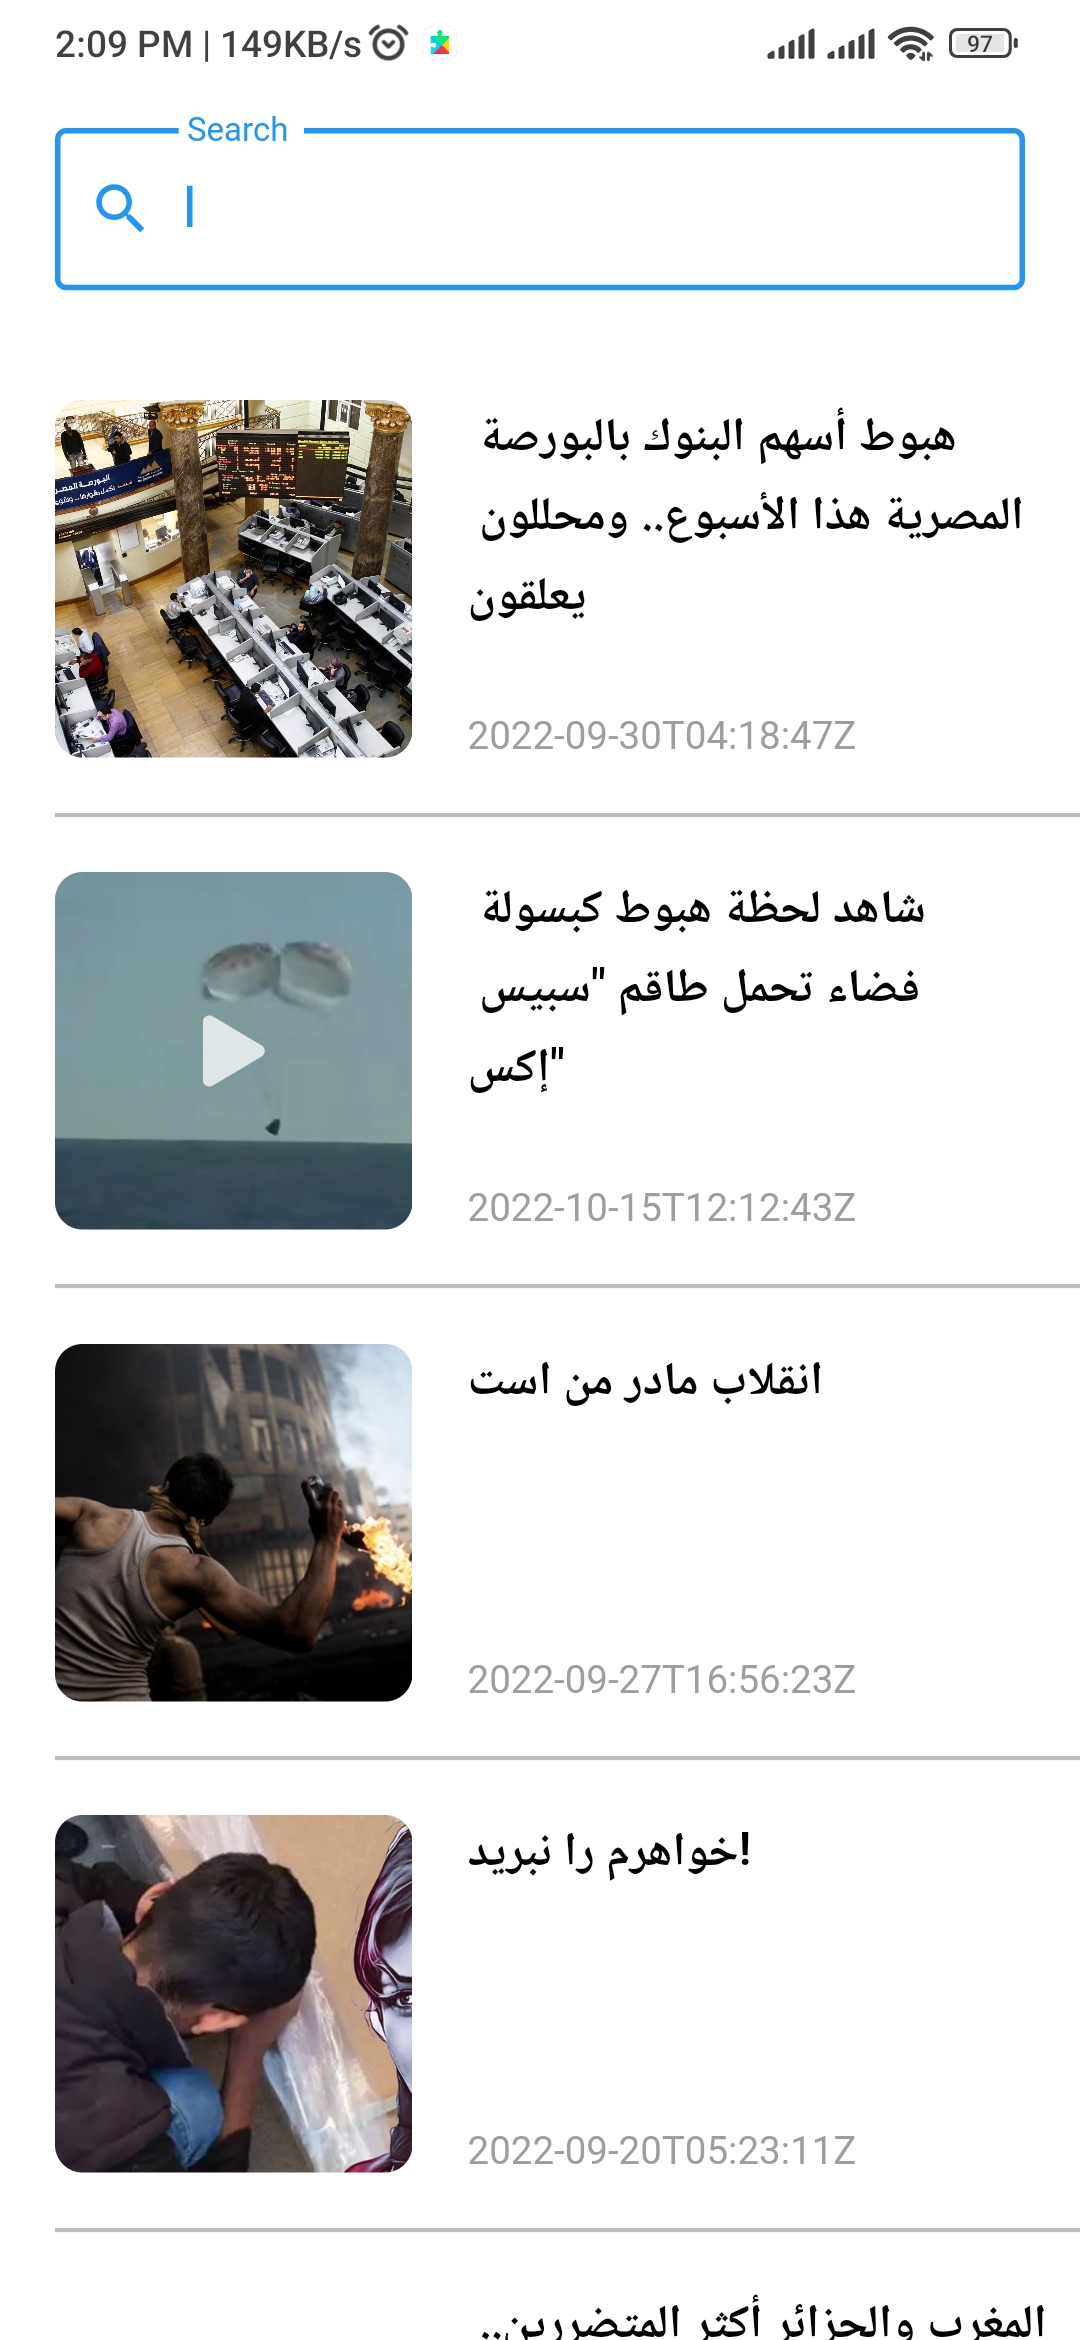 2:09 PM | 149KB/s
97
Search
هبوط أسهم البنوك بالبورصة
المصرية هذا الأسبوع.. ومحللون
يعلقون
2022-09-30T04:18:47Z
شاهد لحظة هبوط كبسولة
فضاء تحمل طاقم "سبيس
إكس"
2022-10-15T12:12:43Z
انقلاب مادر من است
2022-09-27T16:56:23Z
خواهرم را نبرید!
2022-09-20T05:23:11Z
المغرب والجزائر أكثر المتضررين..